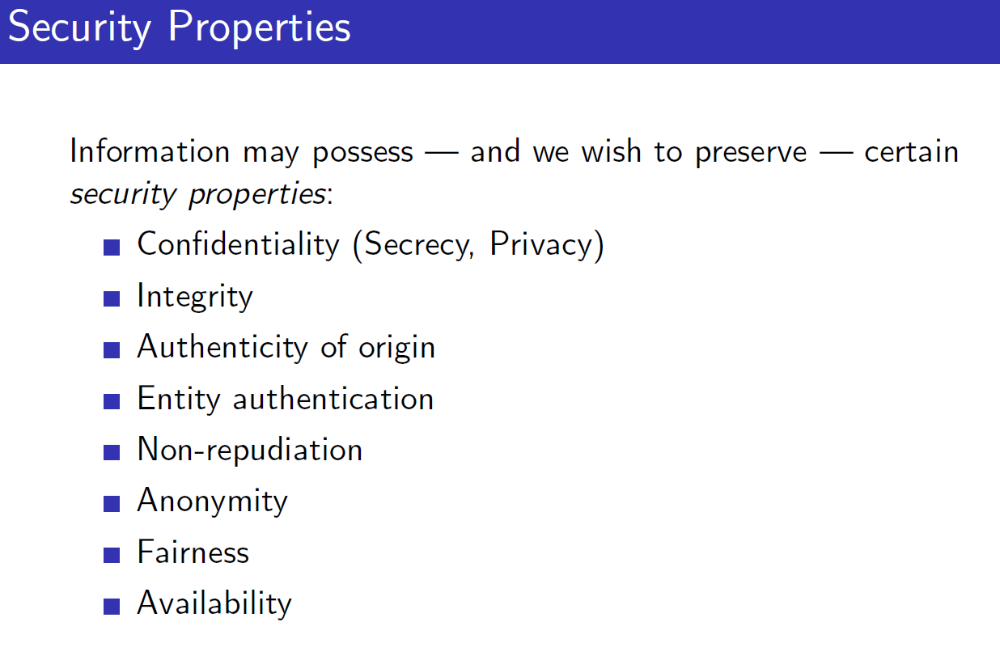 Security Properties
Information may possess — and we wish to preserve — certain
security properties:
Confidentiality (Secrecy, Privacy)
Integrity
Authenticity of origin
Entity authentication
Non-repudiation
Anonymity
Fairness
Availability